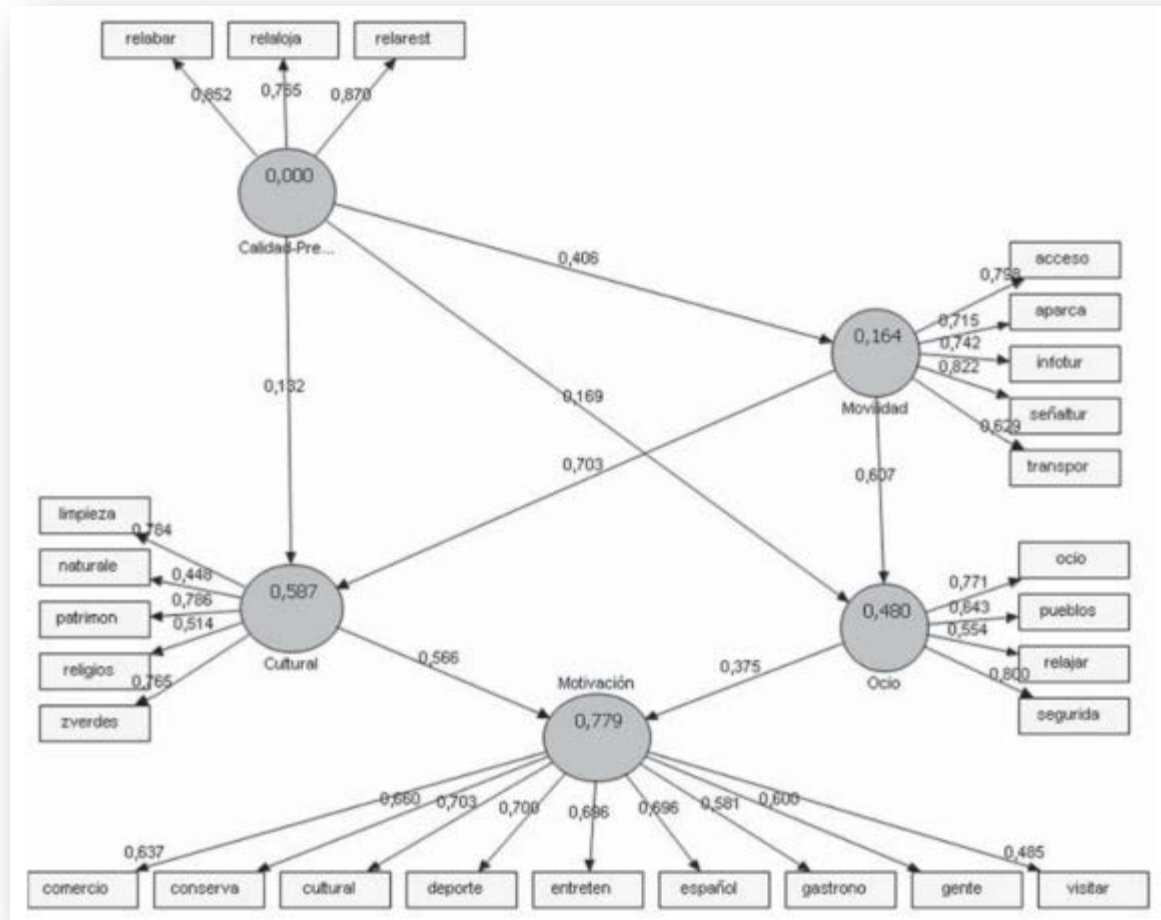 relabar relaloja relarest
0,852 0,765 0,870
0,000
Calidad-Pre...
0,406
acceso
0,798
aparca
0,715
0,164
0,742
infotur
0,822
señaltur
Movilidad
0,629
transpor
0,132
0,169
0,703
0,607
limpieza
0,784
naturale
0,448
0,786
patrimon
0,514
religios
0,765
zverdes
0,587
Cultural
ocio
0,771
0,480
0,643
pueblos
0,554
relajar
0,800
segurida
Ocio
0,566
0,375
Motivación
0,779
0,660 0,703 0,700 0,696 0,696 0,581 0,600
0,637 0,485
comercio conserva cultural deporte entreten español gastrono gente visitar